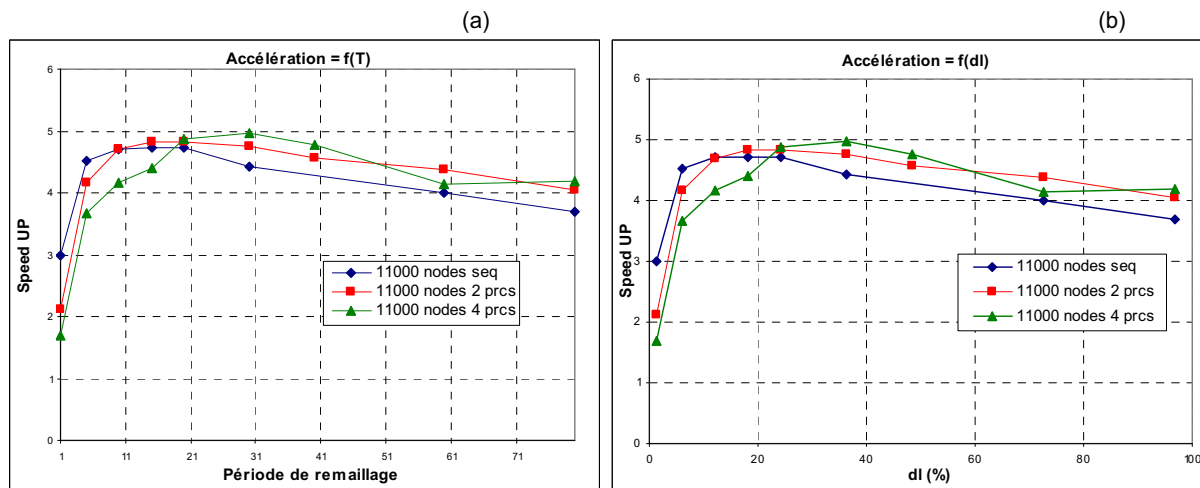 (a)
Accélération = f(T)
Speed UP
6
5
4
3
2
1
0
1 11 21 31 41 51 61 71
Période de remaillage
11000 nodes seq
11000 nodes 2 prcs
11000 nodes 4 prcs
(b)
Accélération = f(dl)
Speed UP
6
5
4
3
2
1
0
0 20 40 60 80 100
dl (%)
11000 nodes seq
11000 nodes 2 prcs
11000 nodes 4 prcs